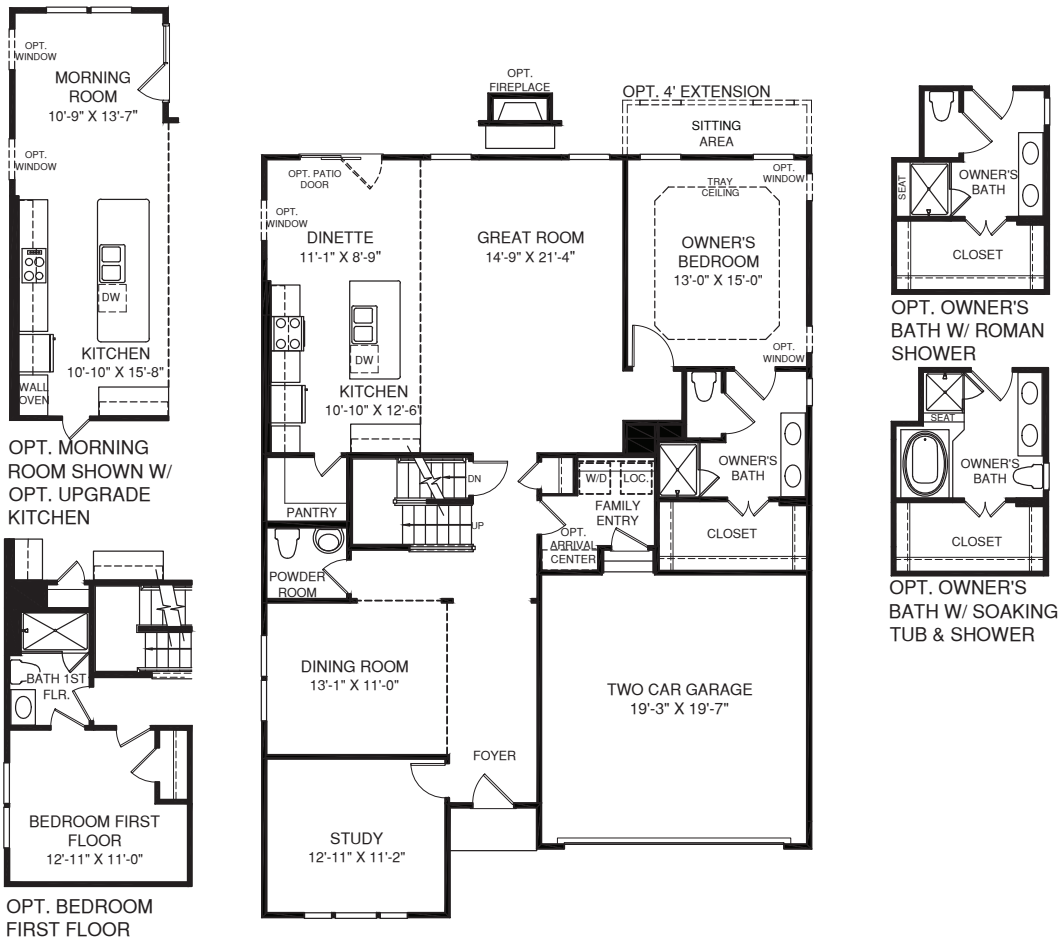 OPT.
WINDOW
MORNING
ROOM
10'-9" X 13'-7"
OPT.
WINDOW
DW
KITCHEN
10'-10" X 15'-8"
WALL
OVEN
OPT. MORNING
ROOM SHOWN W/
OPT. UPGRADE
KITCHEN
BATH 1ST
FLR.
BEDROOM FIRST
FLOOR
12'-11" X 11'-0"
OPT. BEDROOM
FIRST FLOOR
OPT.
FIREPLACE
OPT. 4' EXTENSION
SITTING
AREA
OPT. PATIO
DOOR
OPT.
WINDOW
DINETTE
11'-1" X 8'-9"
GREAT ROOM
14'-9" X 21'-4"
TRAY
CEILING
OPT.
WINDOW
OWNER'S
BEDROOM
13'-0" X 15'-0"
OPT.
WINDOW
DW
KITCHEN
10'-10" X 12'-6"
PANTRY
DN
UP
W/D
LOC.
FAMILY
ENTRY
OPT.
ARRIVAL
CENTER
OWNER'S
BATH
CLOSET
POWDER
ROOM
DINING ROOM
13'-1" X 11'-0"
TWO CAR GARAGE
19'-3" X 19'-7"
FOYER
STUDY
12'-11" X 11'-2"
SEAT
OWNER'S
BATH
CLOSET
OPT. OWNER'S
BATH W/ ROMAN
SHOWER
SEAT
OWNER'S
BATH
CLOSET
OPT. OWNER'S
BATH W/ SOAKING
TUB & SHOWER